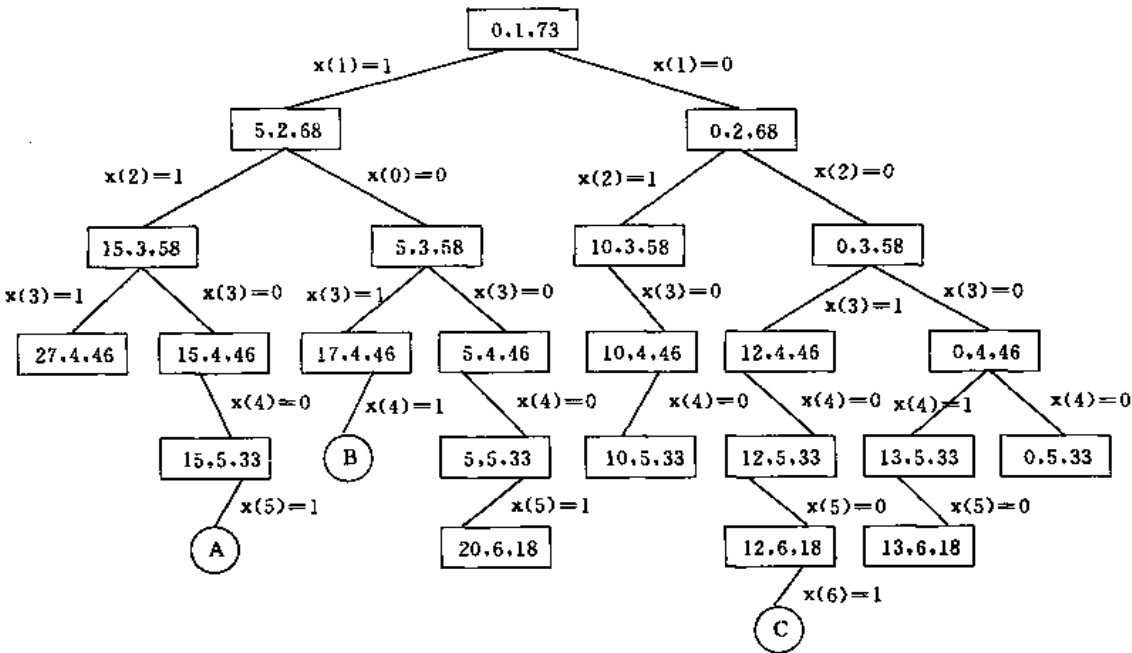 0,1,73
x(1)=1
x(1)=0
5,2,68
0,2,68
x(2)=1
x(0)=0
x(2)=1
x(2)=0
15,3,58
5,3,58
10,3,58
0,3,58
x(3)=1
x(3)=0
x(3)=1
x(3)=0
x(3)=0
x(3)=1
x(3)=0
27,4,46
15,4,46
17,4,46
5,4,46
10,4,46
12,4,46
0,4,46
x(4)=0
x(4)=1
x(4)=0
x(4)=0
x(4)=0
x(4)=1
x(4)=0
15,5,33
B
5,5,33
10,5,33
12,5,33
13,5,33
0,5,33
x(5)=1
x(5)=1
x(5)=0
x(5)=0
A
20,6,18
12,6,18
13,6,18
x(6)=1
C